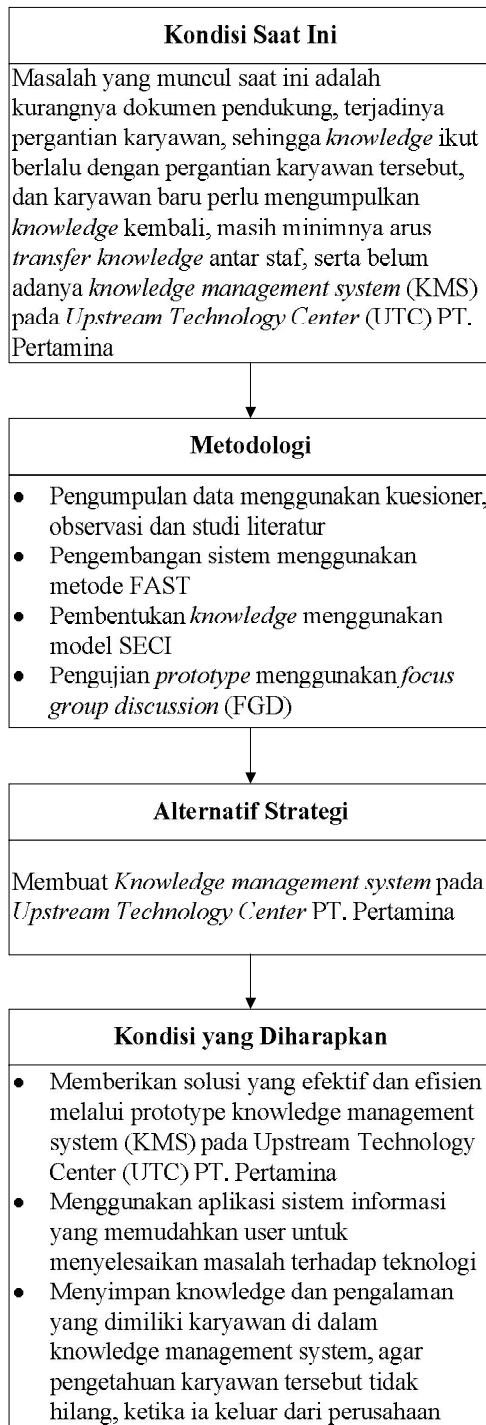 Kondisi Saat Ini
Masalah yang muncul saat ini adalah
kurangnya dokumen pendukung, terjadinya
pergantian karyawan, sehingga knowledge ikut
berlalu dengan pergantian karyawan tersebut,
dan karyawan baru perlu mengumpulkan
knowledge kembali, masih minimnya arus
transfer knowledge antar staf, serta belum
adanya knowledge management system (KMS)
pada Upstream Technology Center (UTC) PT.
Pertamina
Metodologi
• Pengumpulan data menggunakan kuesioner,
observasi dan studi literatur
• Pengembangan sistem menggunakan
metode FAST
• Pembentukan knowledge menggunakan
model SECI
• Pengujian prototype menggunakan focus
group discussion (FGD)
Alternatif Strategi
Membuat Knowledge management system pada
Upstream Technology Center PT. Pertamina
Kondisi yang Diharapkan
• Memberikan solusi yang efektif dan efisien
melalui prototype knowledge management
system (KMS) pada Upstream Technology
Center (UTC) PT. Pertamina
• Menggunakan aplikasi sistem informasi
yang memudahkan user untuk
menyelesaikan masalah terhadap teknologi
• Menyimpan knowledge dan pengalaman
yang dimiliki karyawan di dalam
knowledge management system, agar
pengetahuan karyawan tersebut tidak
hilang, ketika ia keluar dari perusahaan